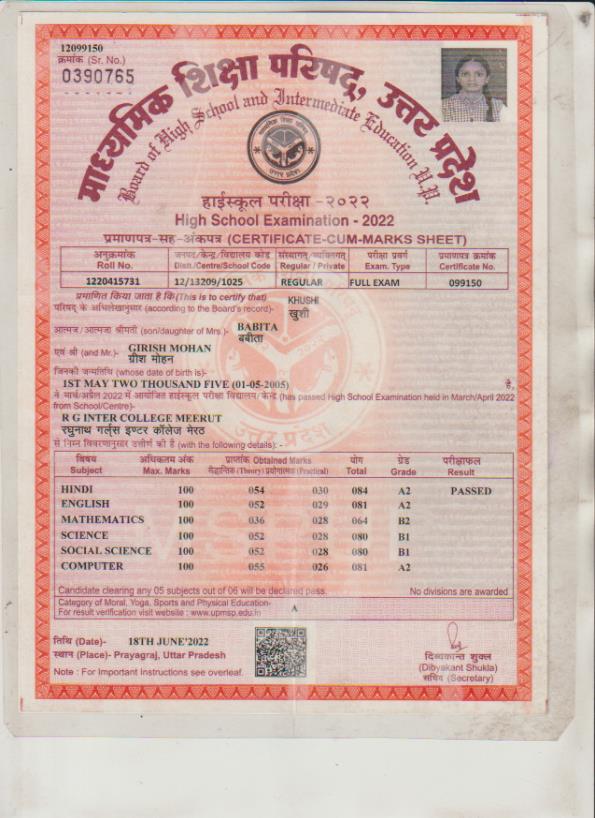 12099150
क्रमांक (Sr. No.)
0390765
माध्यमिक शिक्षा परिषद, उत्तर प्रदेश
Board of High School and Intermediate Education U.P.
हाईस्कूल परीक्षा -२०२२
High School Examination - 2022
प्रमाणपत्र-सह-अंकपत्र (CERTIFICATE-CUM-MARKS SHEET)
अनुक्रमांक जनपद/केन्द्र/विद्यालय कोड संस्थागत/व्यक्तिगत परीक्षा प्रवर्ग प्रमाणपत्र क्रमांक
Roll No. Distt./Centre/School Code Regular / Private Exam. Type Certificate No.
1220415731 12/13209/1025 REGULAR FULL EXAM 099150
प्रमाणित किया जाता है कि (This is to certify that) KHUSHI
परिषद् के अभिलेखानुसार (according to the Board's record)- खुशी
आत्मज / आत्मजा श्रीमती (son/daughter of Mrs.)- BABITA
बबीता
एवं श्री (and Mr.)- GIRISH MOHAN
ग्रीश मोहन
जिनकी जन्मतिथि (whose date of birth is)-
1ST MAY TWO THOUSAND FIVE (01-05-2005) है,
ने मार्च/अप्रैल 2022 में आयोजित हाईस्कूल परीक्षा विद्यालय/ केन्द्र (has passed High School Examination held in March/April 2022
from School/Centre)-
R G INTER COLLEGE MEERUT
रघुनाथ गर्ल्स इण्टर कॉलेज मेरठ
से निम्न विवरणानुसार उत्तीर्ण की है (with the following details): -
विषय अधिकतम अंक प्राप्तांक Obtained Marks योग ग्रेड परीक्षाफल
Subject Max. Marks सैद्धान्तिक (Theory) प्रयोगात्मक (Practical) Total Grade Result
HINDI 100 054 030 084 A2 PASSED
ENGLISH 100 052 029 081 A2
MATHEMATICS 100 036 028 064 B2
SCIENCE 100 052 028 080 B1
SOCIAL SCIENCE 100 052 028 080 B1
COMPUTER 100 055 026 081 A2
Candidate clearing any 05 subjects out of 06 will be declared pass. No divisions are awarded
Category of Moral, Yoga, Sports and Physical Education- A
For result verification visit website : www.upmsp.edu.in
तिथि (Date)- 18TH JUNE'2022
स्थान (Place)- Prayagraj, Uttar Pradesh
Note : For Important Instructions see overleaf.
दिब्यकान्त शुक्ल
(Dibyakant Shukla)
सचिव (Secretary)